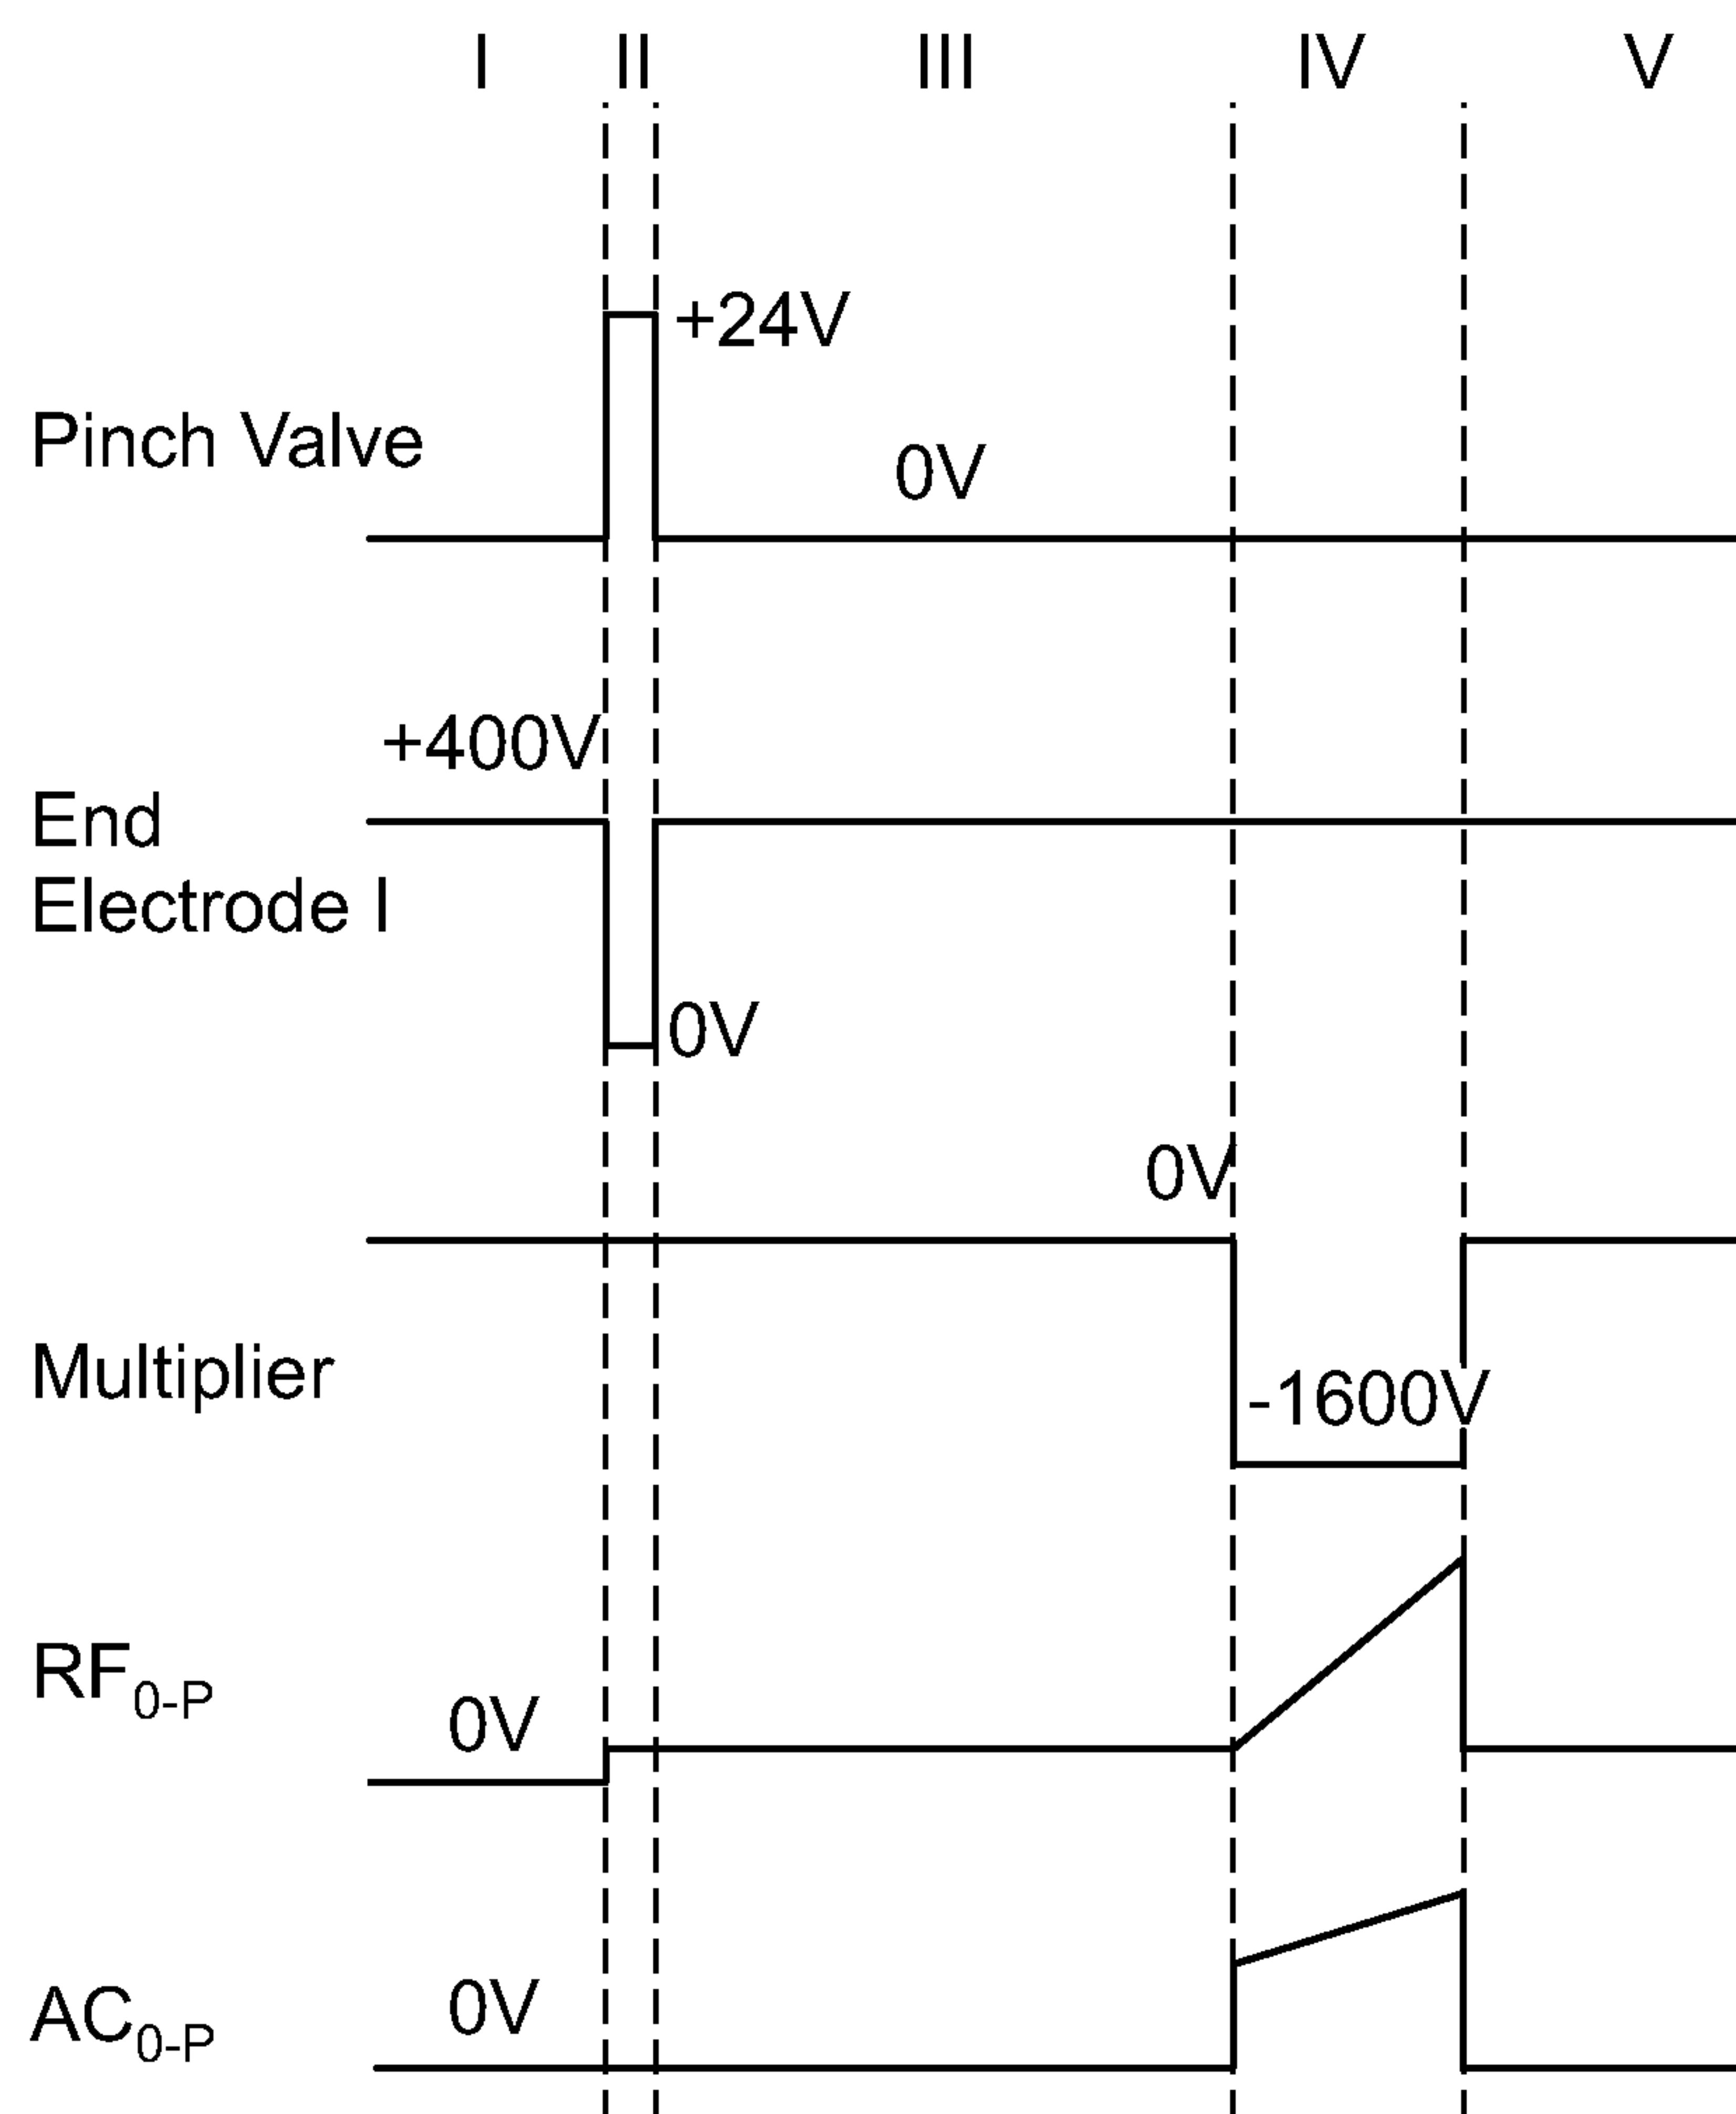 I II III IV V
+24V
Pinch Valve
0V
+400V
End
Electrode I
0V
0V
Multiplier
-1600V
RF0-P
0V
AC0-P
0V